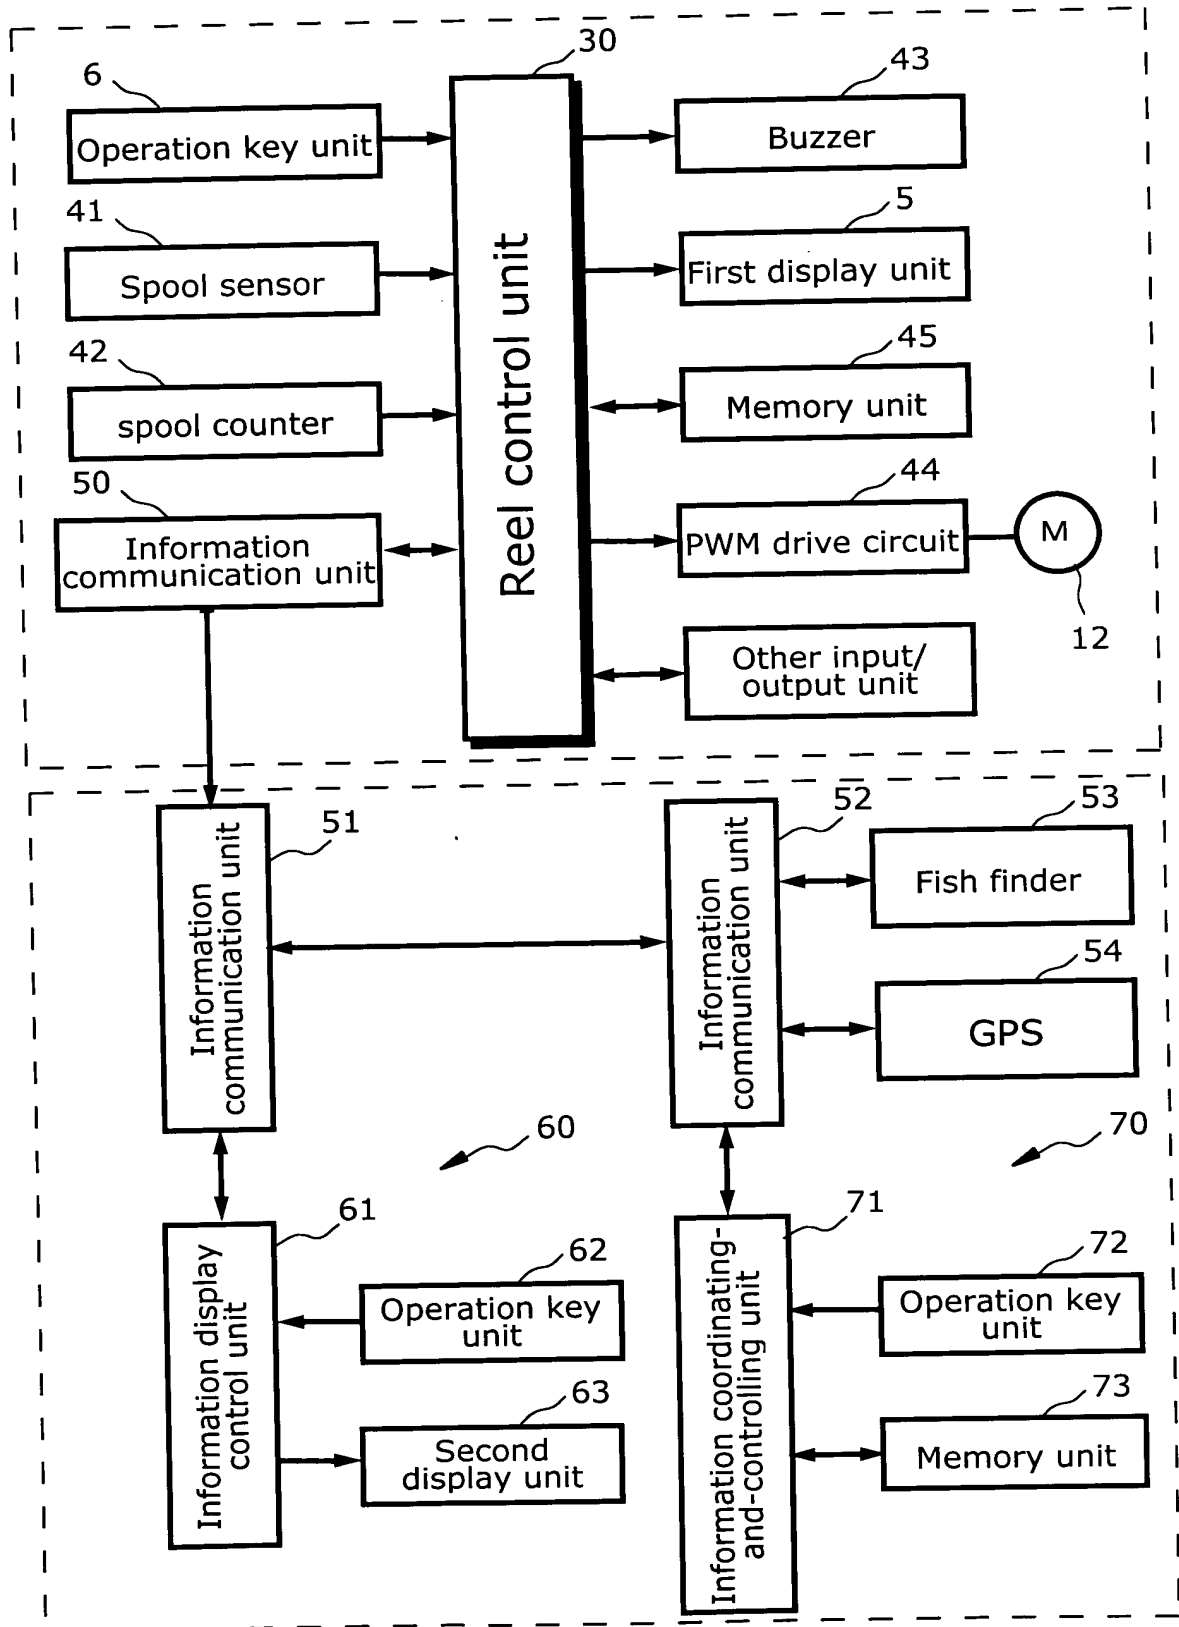 30
6
Operation key unit
43
Buzzer
41
Spool sensor
5
First display unit
42
spool counter
45
Memory unit
50
Information
communication unit
44
PWM drive circuit
M
12
Other input/
output unit
Reel control unit
51
Information
communication unit
52
Information
communication unit
53
Fish finder
54
GPS
60
70
61
Information display
control unit
62
Operation key
unit
63
Second
display unit
71
Information coordinating-
and-controlling unit
72
Operation key
unit
73
Memory unit